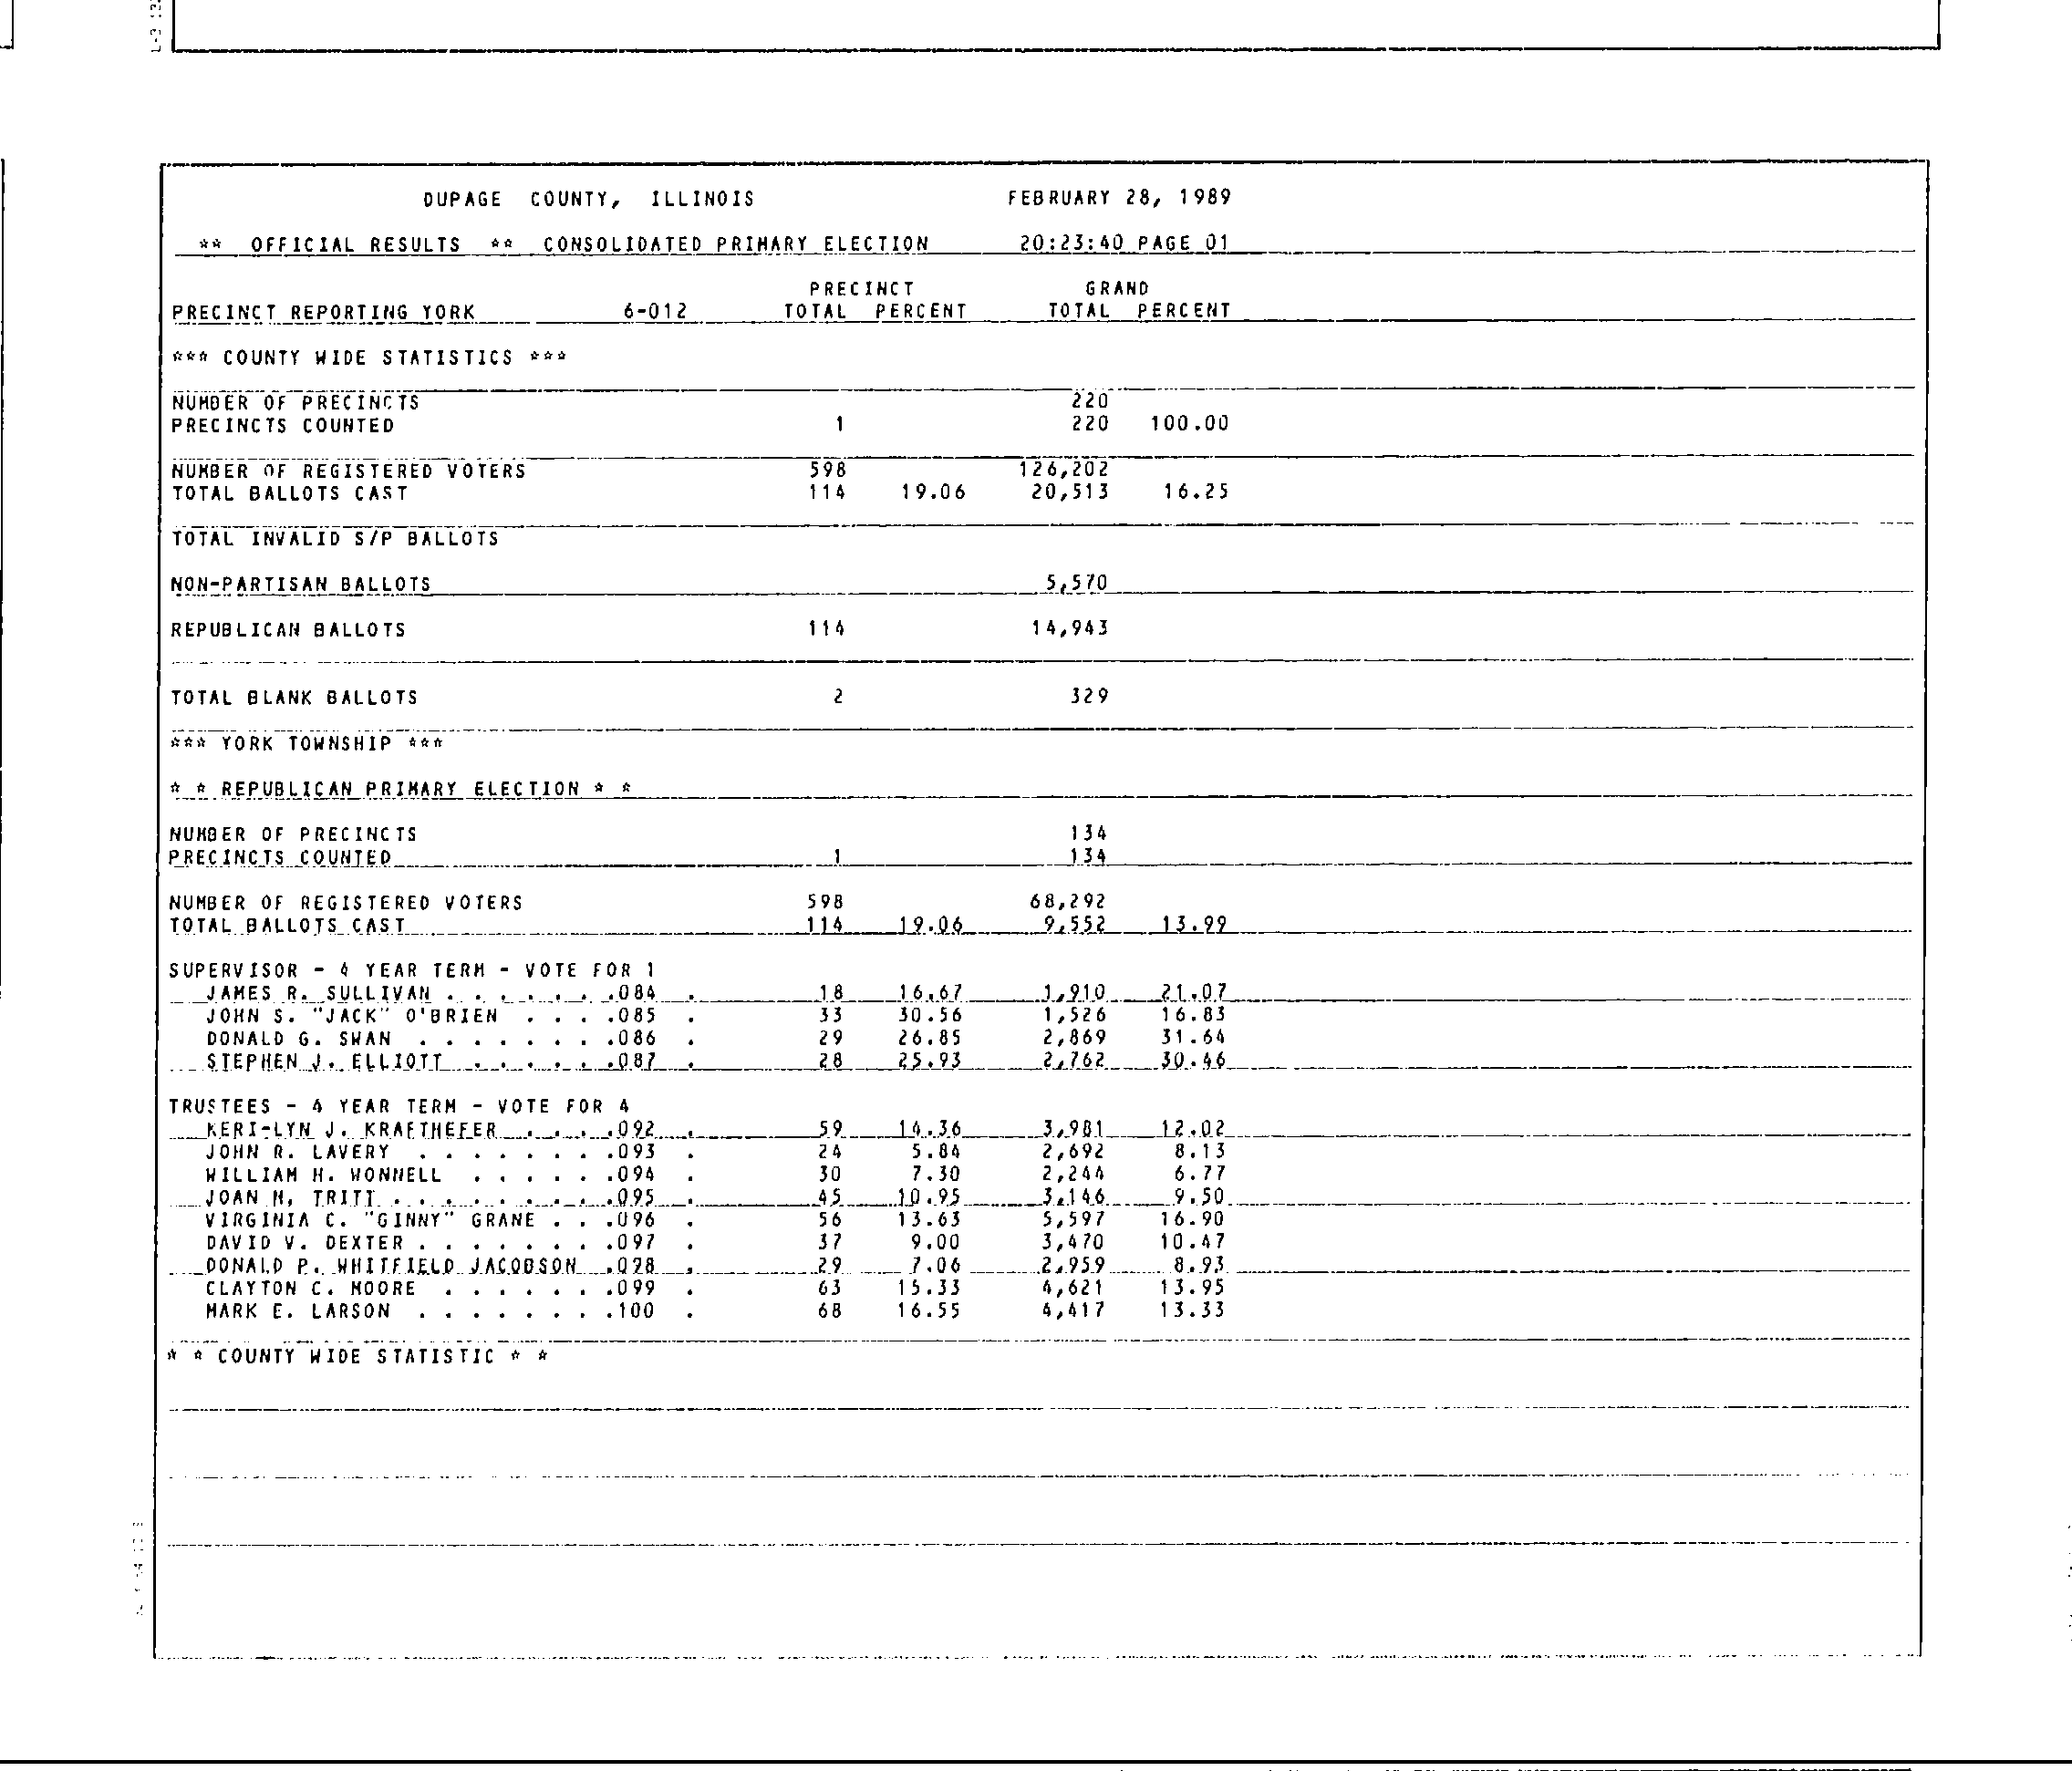 DUPAGE COUNTY, ILLINOIS FEBRUARY 28, 1989
** OFFICIAL RESULTS ** CONSOLIDATED PRIMARY ELECTION 20:23:40 PAGE 01
PRECINCT GRAND
PRECINCT REPORTING YORK 6-012 TOTAL PERCENT TOTAL PERCENT
*** COUNTY WIDE STATISTICS ***
NUMBER OF PRECINCTS 220
PRECINCTS COUNTED 1 220 100.00
NUMBER OF REGISTERED VOTERS 598 126,202
TOTAL BALLOTS CAST 114 19.06 20,513 16.25
TOTAL INVALID S/P BALLOTS
NON-PARTISAN BALLOTS 5,570
REPUBLICAN BALLOTS 114 14,943
TOTAL BLANK BALLOTS 2 329
*** YORK TOWNSHIP ***
* * REPUBLICAN PRIMARY ELECTION * *
NUMBER OF PRECINCTS 134
PRECINCTS COUNTED 1 134
NUMBER OF REGISTERED VOTERS 598 68,292
TOTAL BALLOTS CAST 114 19.06 9,552 13.99
SUPERVISOR - 4 YEAR TERM - VOTE FOR 1
JAMES R. SULLIVAN . . . . . . .084 . 18 16.67 1,910 21.07
JOHN S. "JACK" O'BRIEN . . . .085 . 33 30.56 1,526 16.83
DONALD G. SWAN . . . . . . . .086 . 29 26.85 2,869 31.64
STEPHEN J. ELLIOTT . . . . . .087 . 28 25.93 2,762 30.46
TRUSTEES - 4 YEAR TERM - VOTE FOR 4
KERI-LYN J. KRAFTHEFER . . . .092 . 59 14.36 3,981 12.02
JOHN R. LAVERY . . . . . . . .093 . 24 5.84 2,692 8.13
WILLIAM H. WONNELL . . . . . .094 . 30 7.30 2,244 6.77
JOAN H. TRITT . . . . . . . . .095 . 45 10.95 3,146 9.50
VIRGINIA C. "GINNY" GRANE . . .096 . 56 13.63 5,597 16.90
DAVID V. DEXTER . . . . . . . .097 . 37 9.00 3,470 10.47
DONALD P. WHITFIELD JACOBSON .098 . 29 7.06 2,959 8.93
CLAYTON C. MOORE . . . . . . .099 . 63 15.33 4,621 13.95
MARK E. LARSON . . . . . . . .100 . 68 16.55 4,417 13.33
* * COUNTY WIDE STATISTIC * *